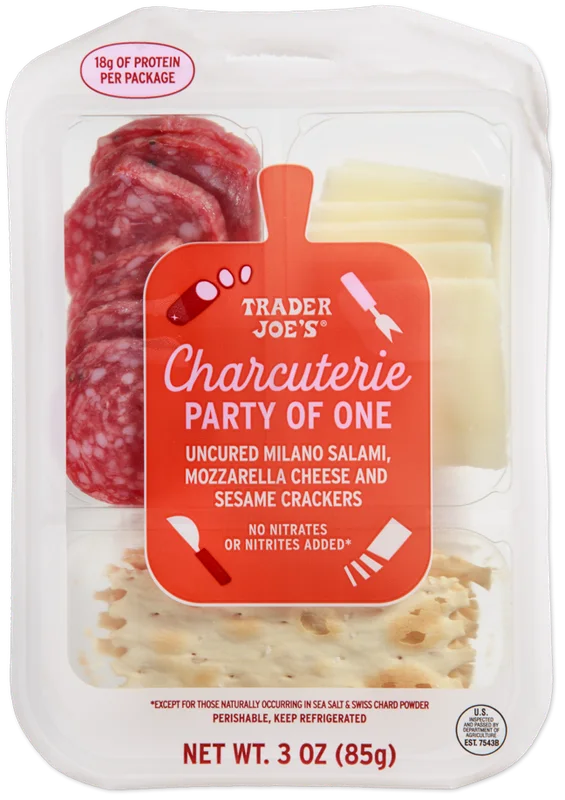 18g OF PROTEIN
PER PACKAGE
TRADER
JOE'S®
Charcuterie
PARTY OF ONE
UNCURED MILANO SALAMI,
MOZZARELLA CHEESE AND
SESAME CRACKERS
NO NITRATES
OR NITRITES ADDED*
*EXCEPT FOR THOSE NATURALLY OCCURRING IN SEA SALT & SWISS CHARD POWDER
PERISHABLE, KEEP REFRIGERATED
NET WT. 3 OZ (85g)
U.S.
INSPECTED
AND PASSED BY
DEPARTMENT OF
AGRICULTURE
EST. 7543B